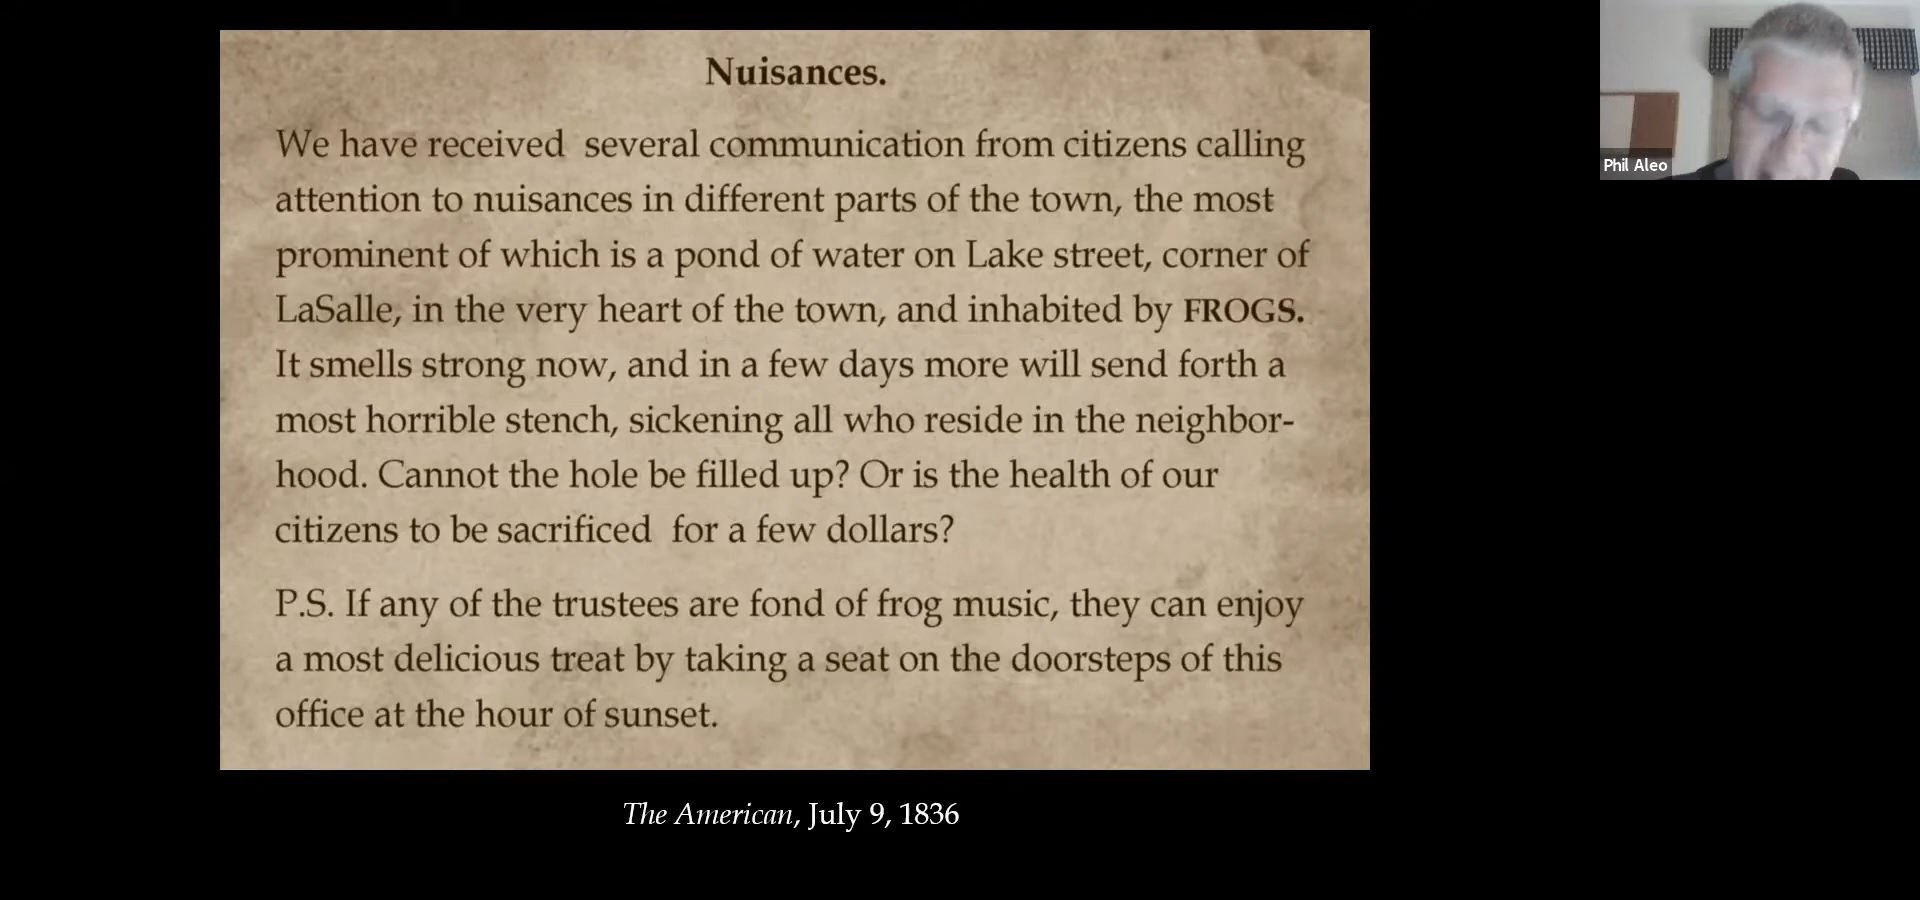 Nuisances.
We have received several communication from citizens calling
attention to nuisances in different parts of the town, the most
prominent of which is a pond of water on Lake street, corner of
LaSalle, in the very heart of the town, and inhabited by FROGS.
It smells strong now, and in a few days more will send forth a
most horrible stench, sickening all who reside in the neighbor-
hood. Cannot the hole be filled up? Or is the health of our
citizens to be sacrificed for a few dollars?
P.S. If any of the trustees are fond of frog music, they can enjoy
a most delicious treat by taking a seat on the doorsteps of this
office at the hour of sunset.
The American, July 9, 1836
Phil Aleo